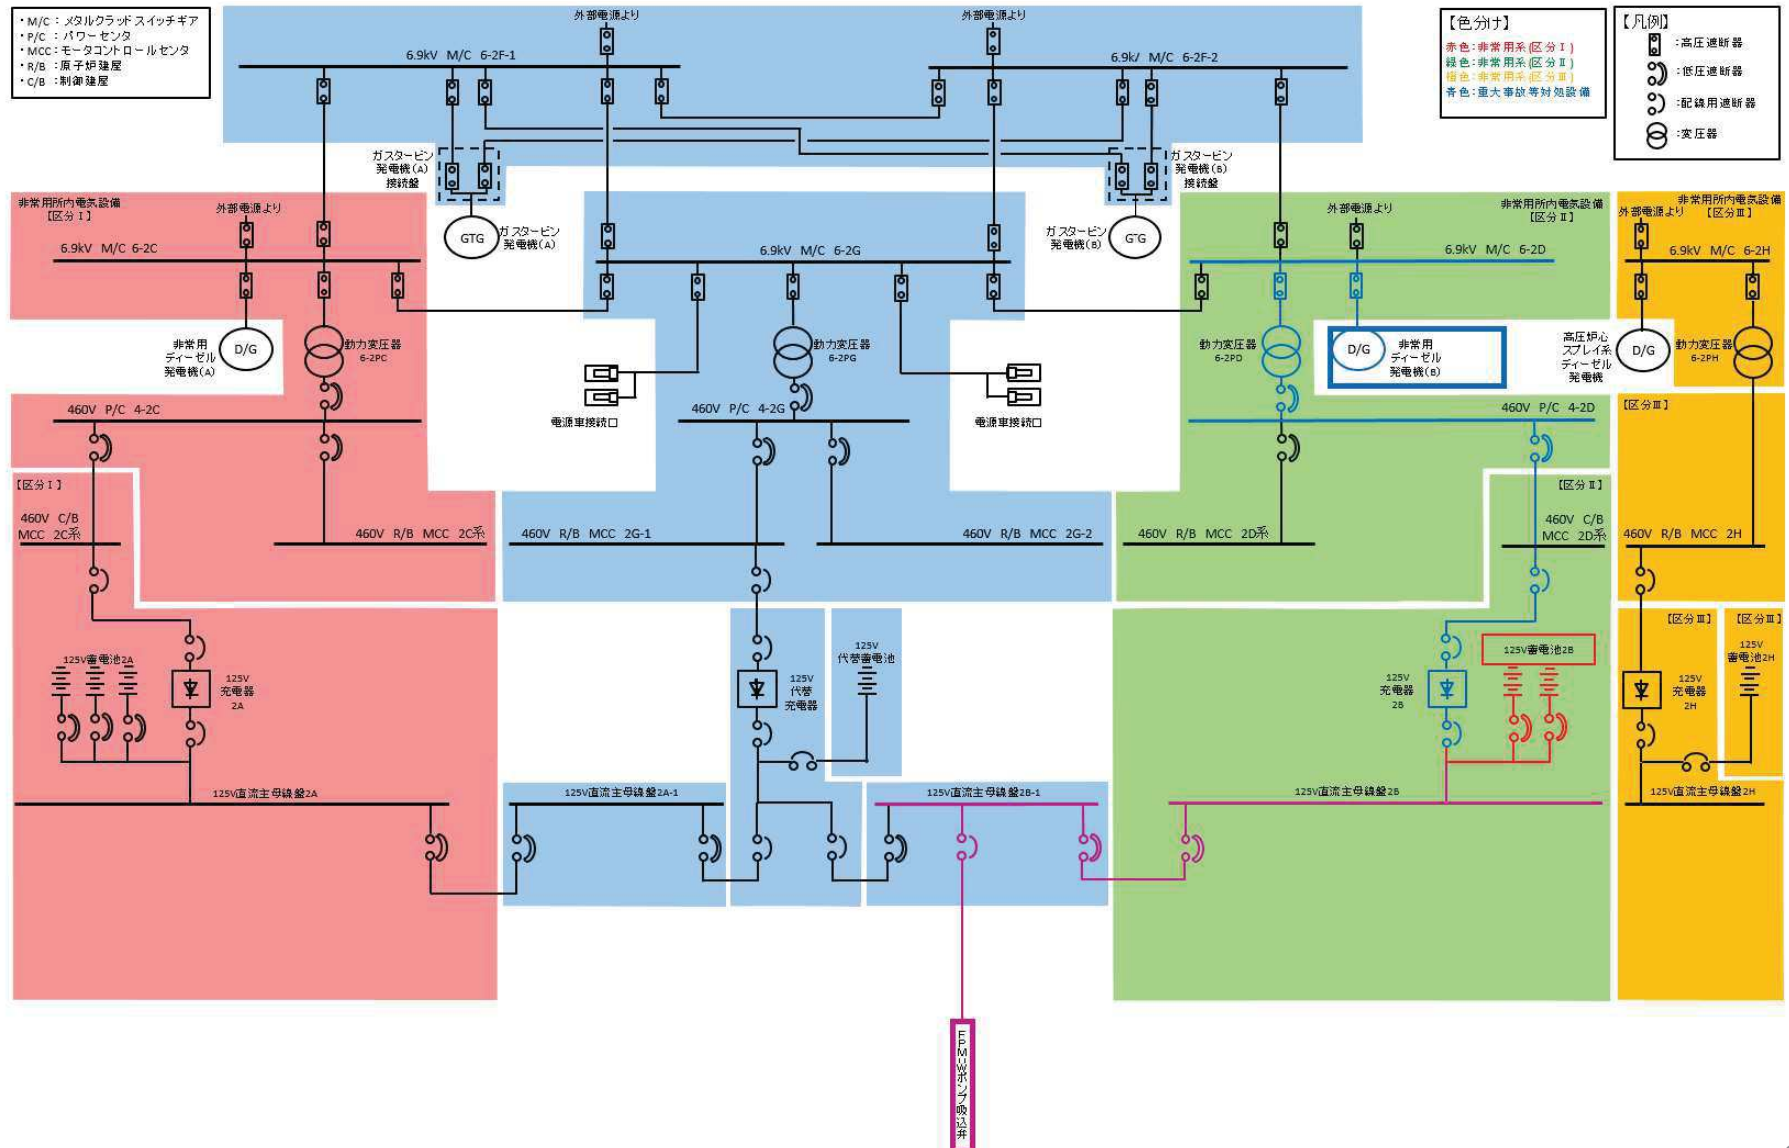 ・M/C：メタルクラッドスイッチギア
・P/C：パワーセンタ
・MCC：モータコントロールセンタ
・R/B：原子炉建屋
・C/B：制御建屋
外部電源より
外部電源より
6.9kV M/C 6-2F-1
6.9k/ M/C 6-2F-2
【色分け】
赤色：非常用系(区分Ⅰ)
緑色：非常用系(区分Ⅱ)
橙色：非常用系(区分Ⅲ)
青色：重大事故等対処設備
【凡例】
：高圧遮断器
：低圧遮断器
：配線用遮断器
：変圧器
ガスタービン
発電機(A)
接続盤
ガスタービン
発電機(B)
接続盤
GTG
ガスタービン
発電機(A)
ガスタービン
発電機(B)
GTG
非常用所内電気設備
【区分Ⅰ】
外部電源より
6.9kV M/C 6-2C
6.9kV M/C 6-2G
外部電源より
非常用所内電気設備
【区分Ⅱ】
6.9kV M/C 6-2D
非常用所内電気設備
外部電源より
【区分Ⅲ】
6.9kV M/C 6-2H
非常用
ディーゼル
発電機(A)
D/G
動力変圧器
6-2PC
動力変圧器
6-2PG
動力変圧器
6-2PD
D/G
非常用
ディーゼル
発電機(B)
高圧炉心
スプレイ系
ディーゼル
発電機
D/G
動力変圧器
6-2PH
電源車接続口
電源車接続口
460V P/C 4-2C
460V P/C 4-2G
460V P/C 4-2D
【区分Ⅲ】
【区分Ⅰ】
460V C/B
MCC 2C系
460V R/B MCC 2C系
460V R/B MCC 2G-1
460V R/B MCC 2G-2
460V R/B MCC 2D系
【区分Ⅱ】
460V C/B
MCC 2D系
460V R/B MCC 2H
125V蓄電池2A
125V
充電器
2A
125V
代替
充電器
125V
代替蓄電池
125V
充電器
2B
125V蓄電池2B
【区分Ⅲ】
125V
充電器
2H
【区分Ⅲ】
125V
蓄電池2H
125V直流主母線盤2A
125V直流主母線盤2A-1
125V直流主母線盤2B-1
125V直流主母線盤2B
125V直流主母線盤2H
FPMUWポンプ吸込弁